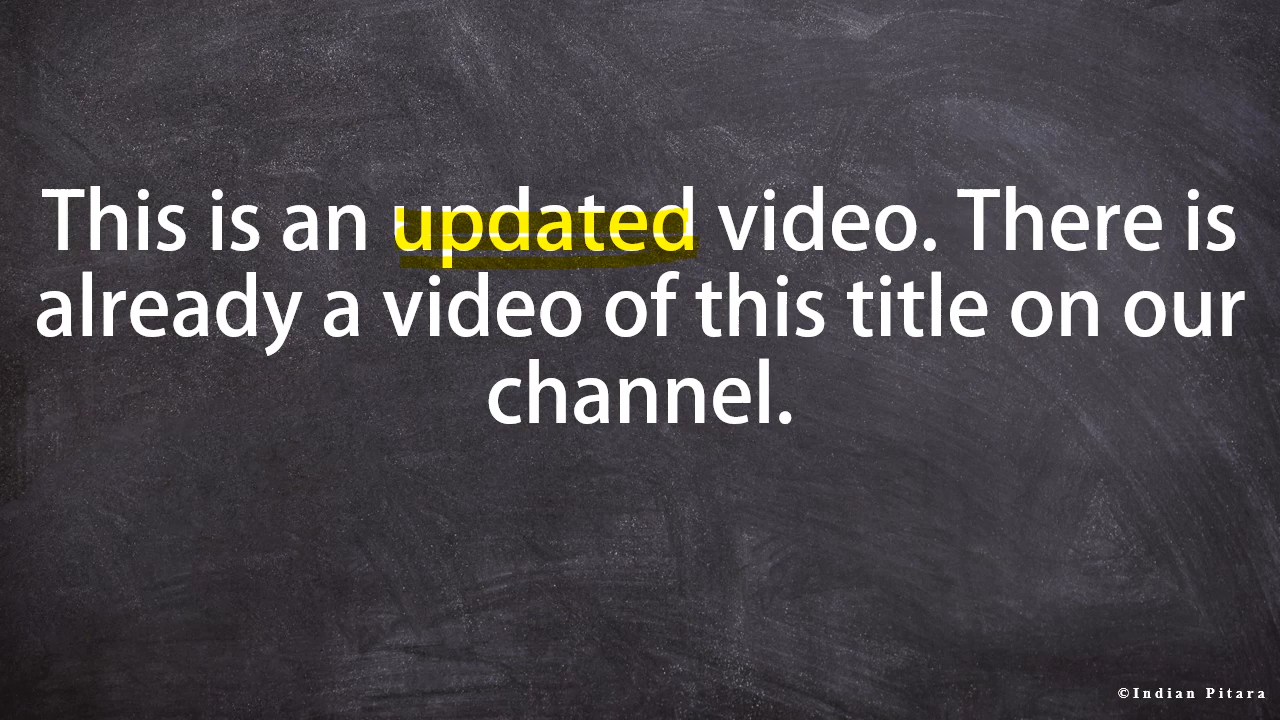 This is an updated video. There is
already a video of this title on our
channel.
©Indian Pitara